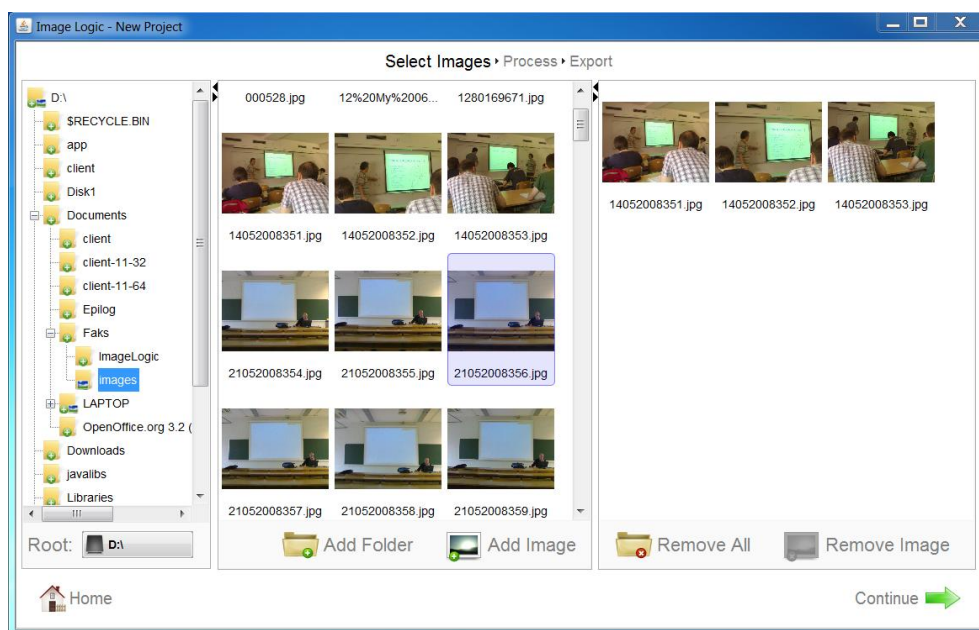 Image Logic - New Project
Select Images ‣ Process ‣ Export
D:\
$RECYCLE.BIN
app
client
Disk1
Documents
client
client-11-32
client-11-64
Epilog
Faks
ImageLogic
images
LAPTOP
OpenOffice.org 3.2 (
Downloads
javalibs
Libraries
Root: D:\
000528.jpg 12%20My%2006... 1280169671.jpg
14052008351.jpg 14052008352.jpg 14052008353.jpg
21052008354.jpg 21052008355.jpg 21052008356.jpg
21052008357.jpg 21052008358.jpg 21052008359.jpg
Add Folder Add Image
14052008351.jpg 14052008352.jpg 14052008353.jpg
Remove All Remove Image
Home Continue